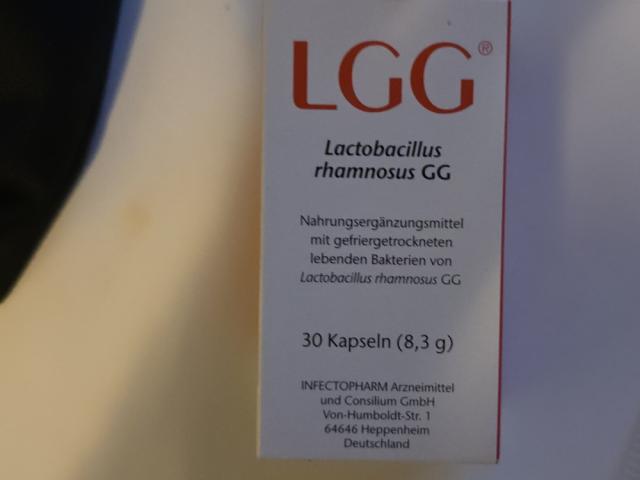 LGG®
Lactobacillus
rhamnosus GG
Nahrungsergänzungsmittel
mit gefriergetrockneten
lebenden Bakterien von
Lactobacillus rhamnosus GG
30 Kapseln (8,3 g)
INFECTOPHARM Arzneimittel
und Consilium GmbH
Von-Humboldt-Str. 1
64646 Heppenheim
Deutschland